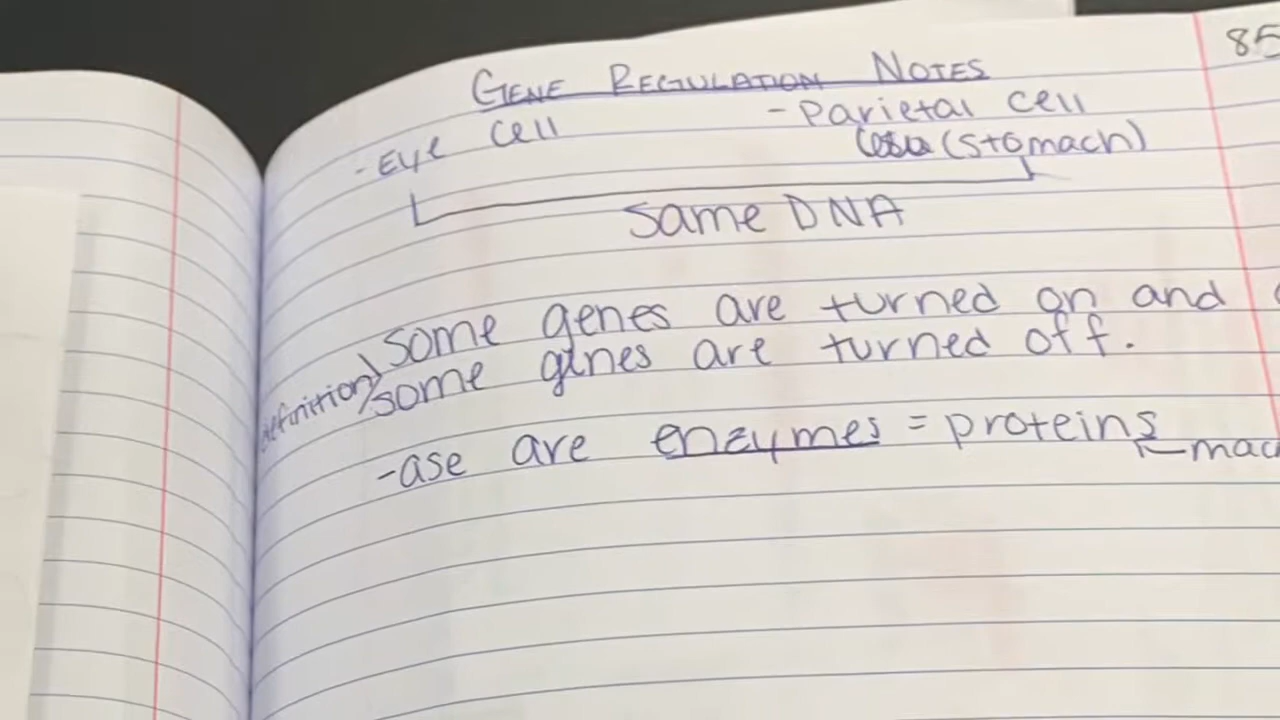 85
GENE REGULATION NOTES
- Eye cell
- Parietal cell
(stomach)
Same DNA
definition) some genes are turned on and
some genes are turned off.
-ase are enzymes = proteins